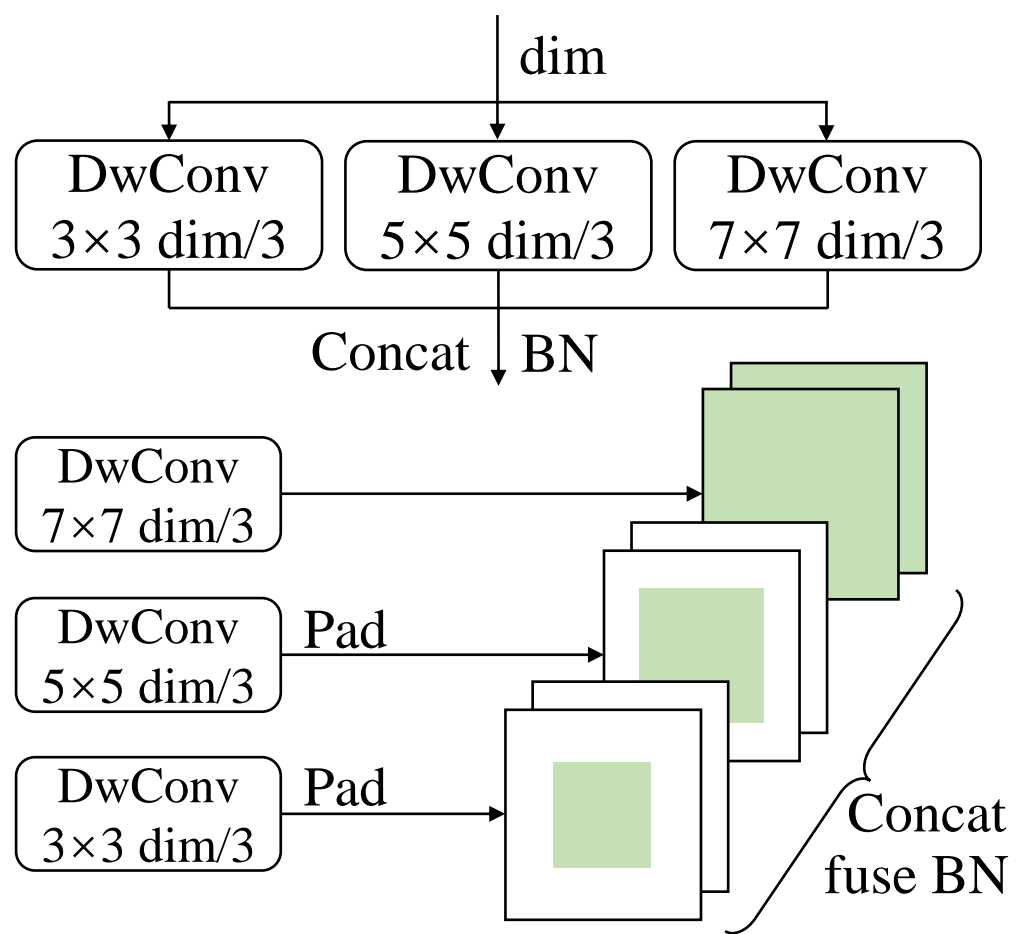 dim
DwConv
3×3 dim/3
DwConv
5×5 dim/3
DwConv
7×7 dim/3
Concat
BN
DwConv
7×7 dim/3
DwConv
5×5 dim/3
Pad
DwConv
3×3 dim/3
Pad
Concat
fuse BN